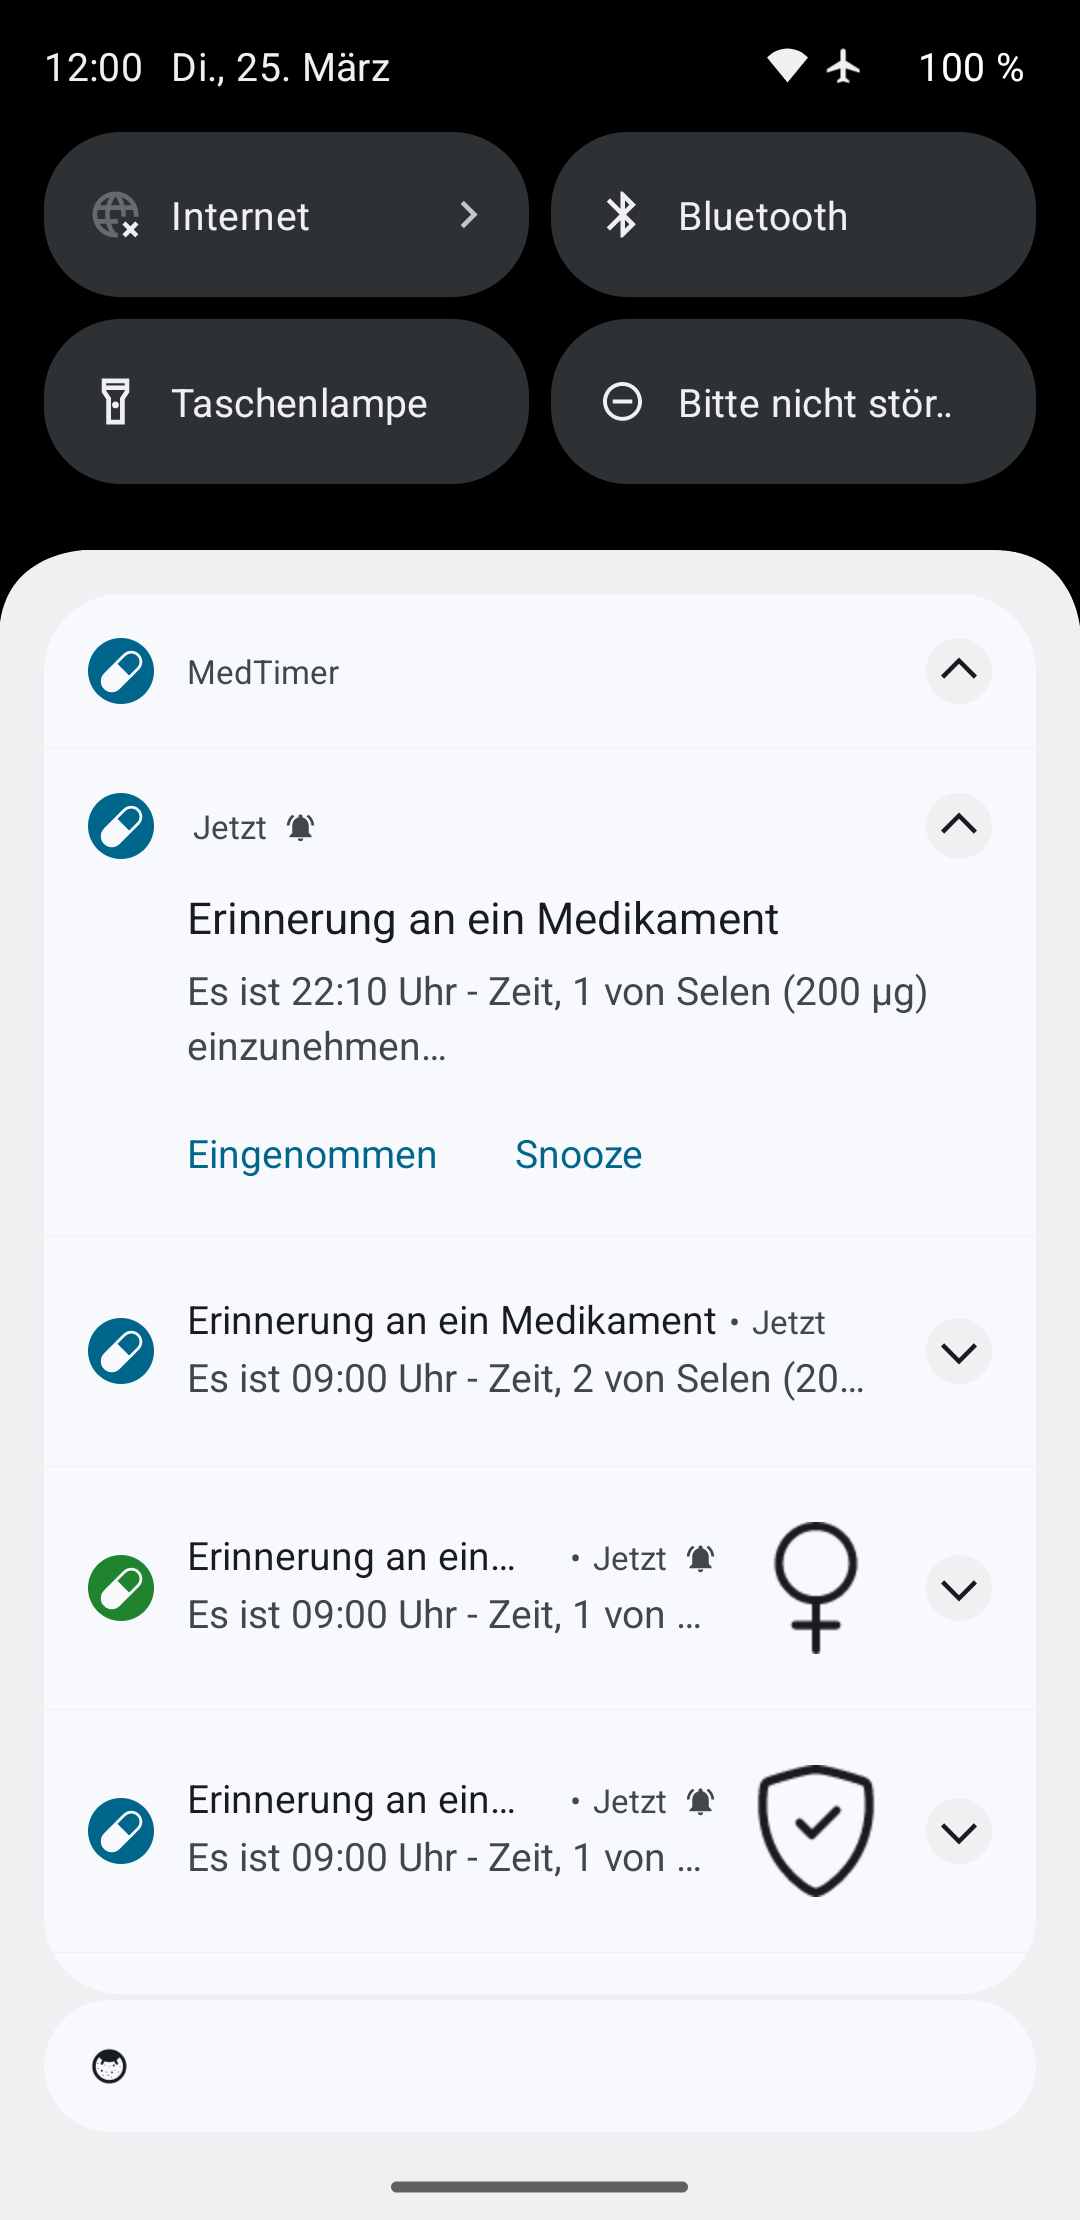 12:00 Di., 25. März 100 %
Internet
Bluetooth
Taschenlampe
Bitte nicht stör..
MedTimer
Jetzt
Erinnerung an ein Medikament
Es ist 22:10 Uhr - Zeit, 1 von Selen (200 µg)
einzunehmen…
Eingenommen Snooze
Erinnerung an ein Medikament • Jetzt
Es ist 09:00 Uhr - Zeit, 2 von Selen (20…
Erinnerung an ein… • Jetzt
Es ist 09:00 Uhr - Zeit, 1 von …
Erinnerung an ein… • Jetzt
Es ist 09:00 Uhr - Zeit, 1 von …